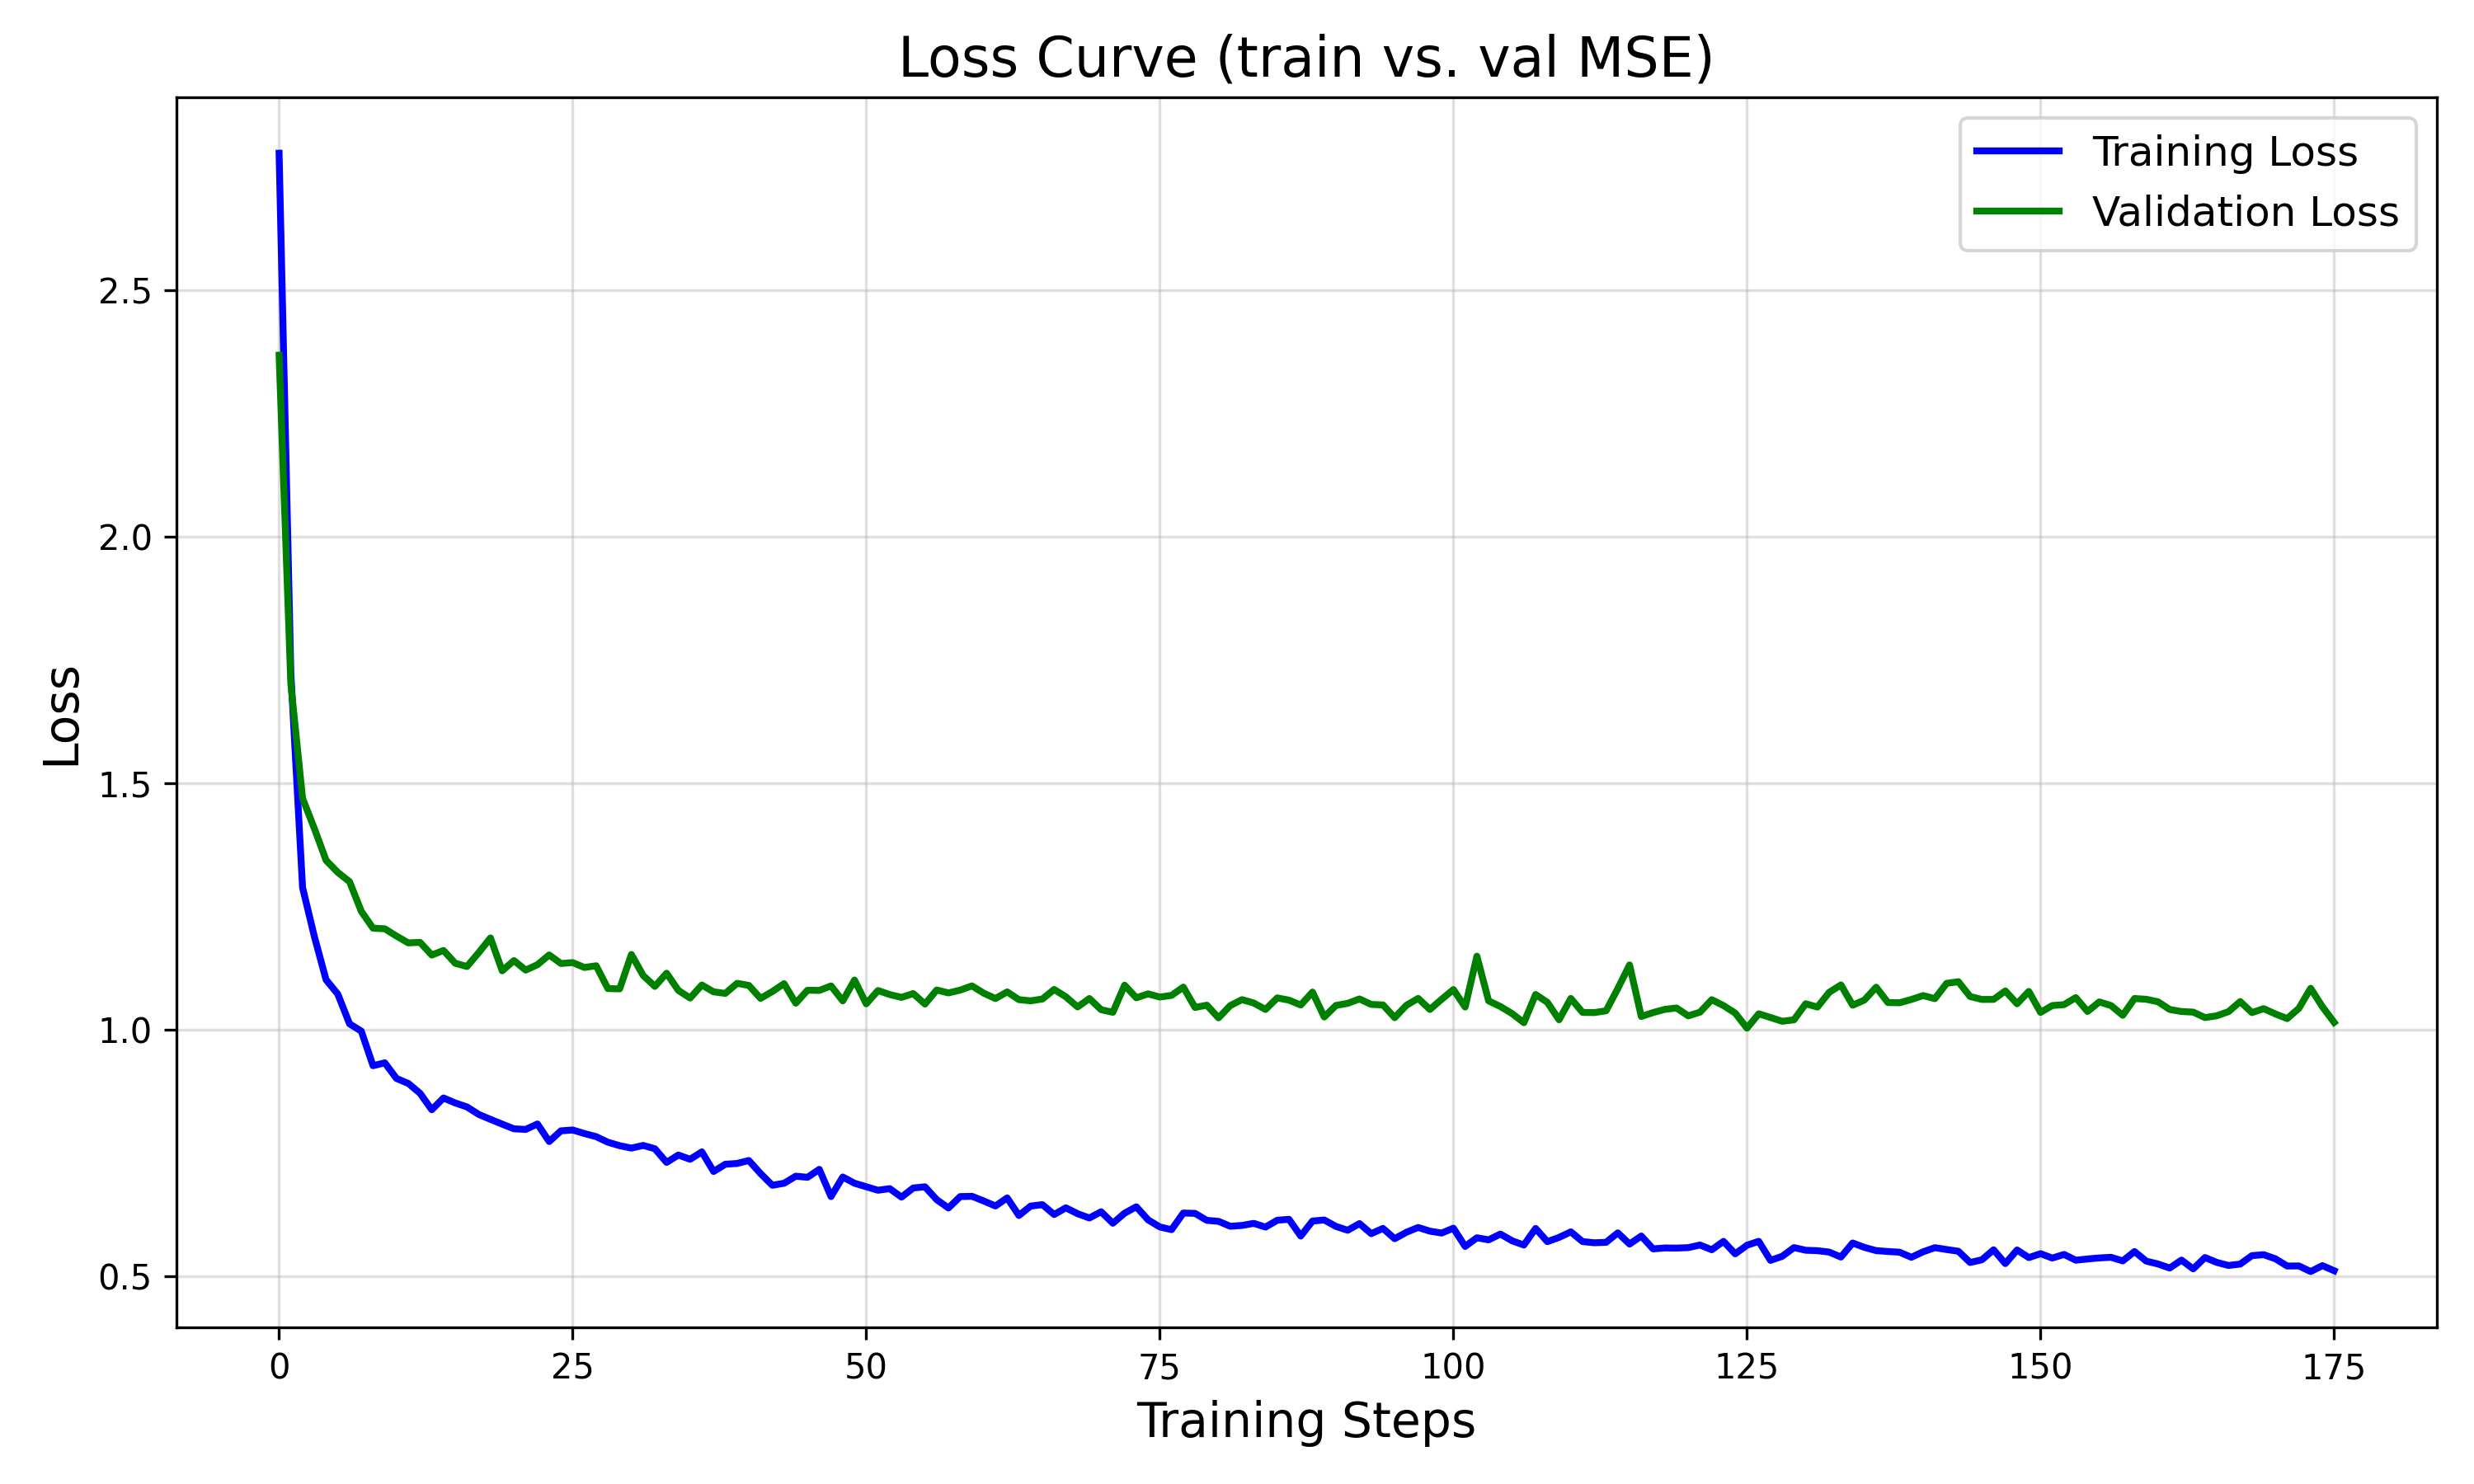 Loss Curve (train vs. val MSE)
Training Loss
Validation Loss
2.5
2.0
1.5
1.0
0.5
Loss
0 25 50 75 100 125 150 175
Training Steps